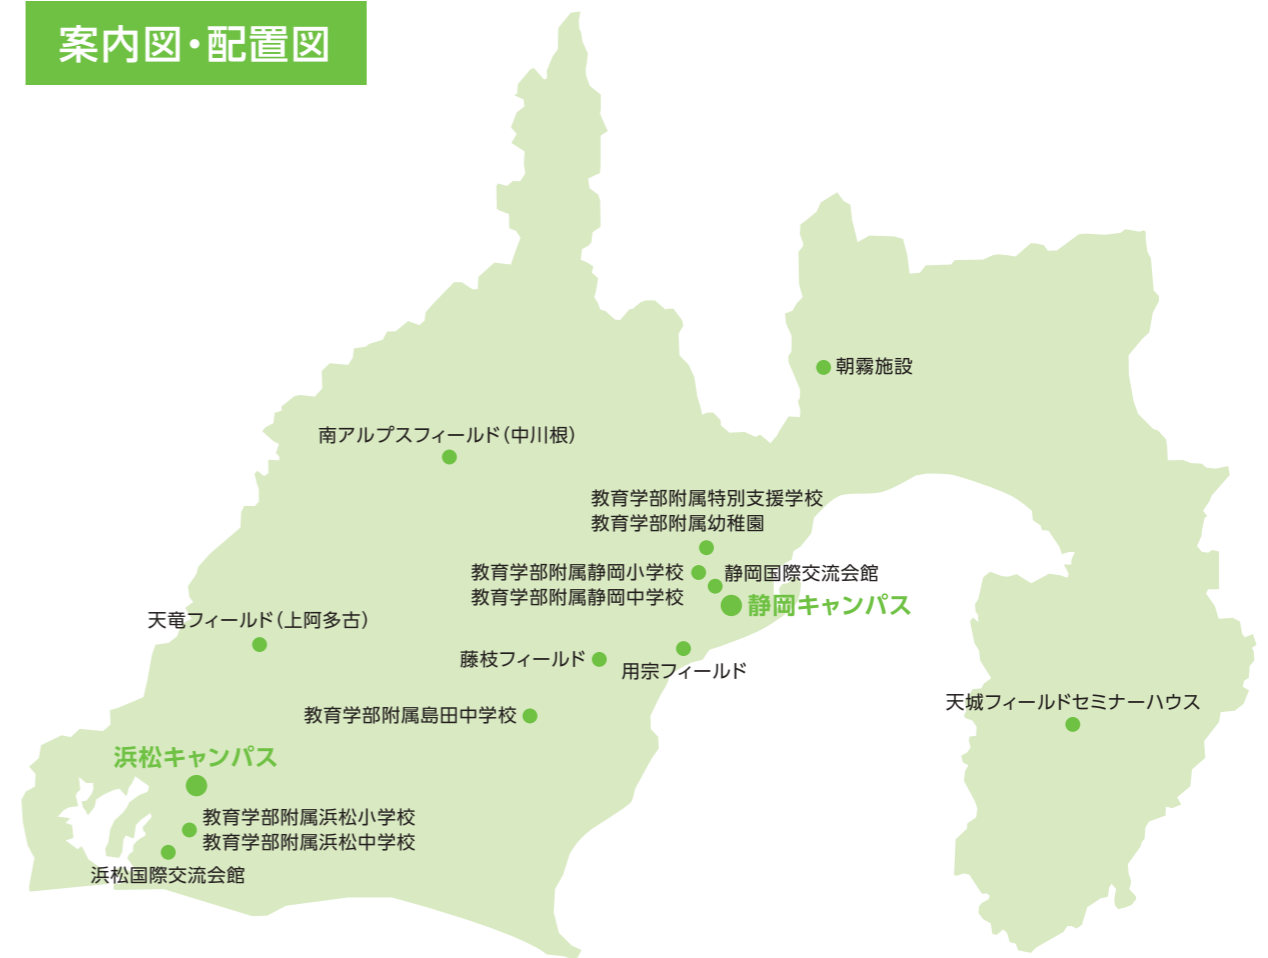 案内図・配置図
朝霧施設
南アルプスフィールド(中川根)
教育学部附属特別支援学校
教育学部附属幼稚園
教育学部附属静岡小学校
教育学部附属静岡中学校
静岡国際交流会館
静岡キャンパス
天竜フィールド(上阿多古)
藤枝フィールド
用宗フィールド
天城フィールドセミナーハウス
教育学部附属島田中学校
浜松キャンパス
教育学部附属浜松小学校
教育学部附属浜松中学校
浜松国際交流会館